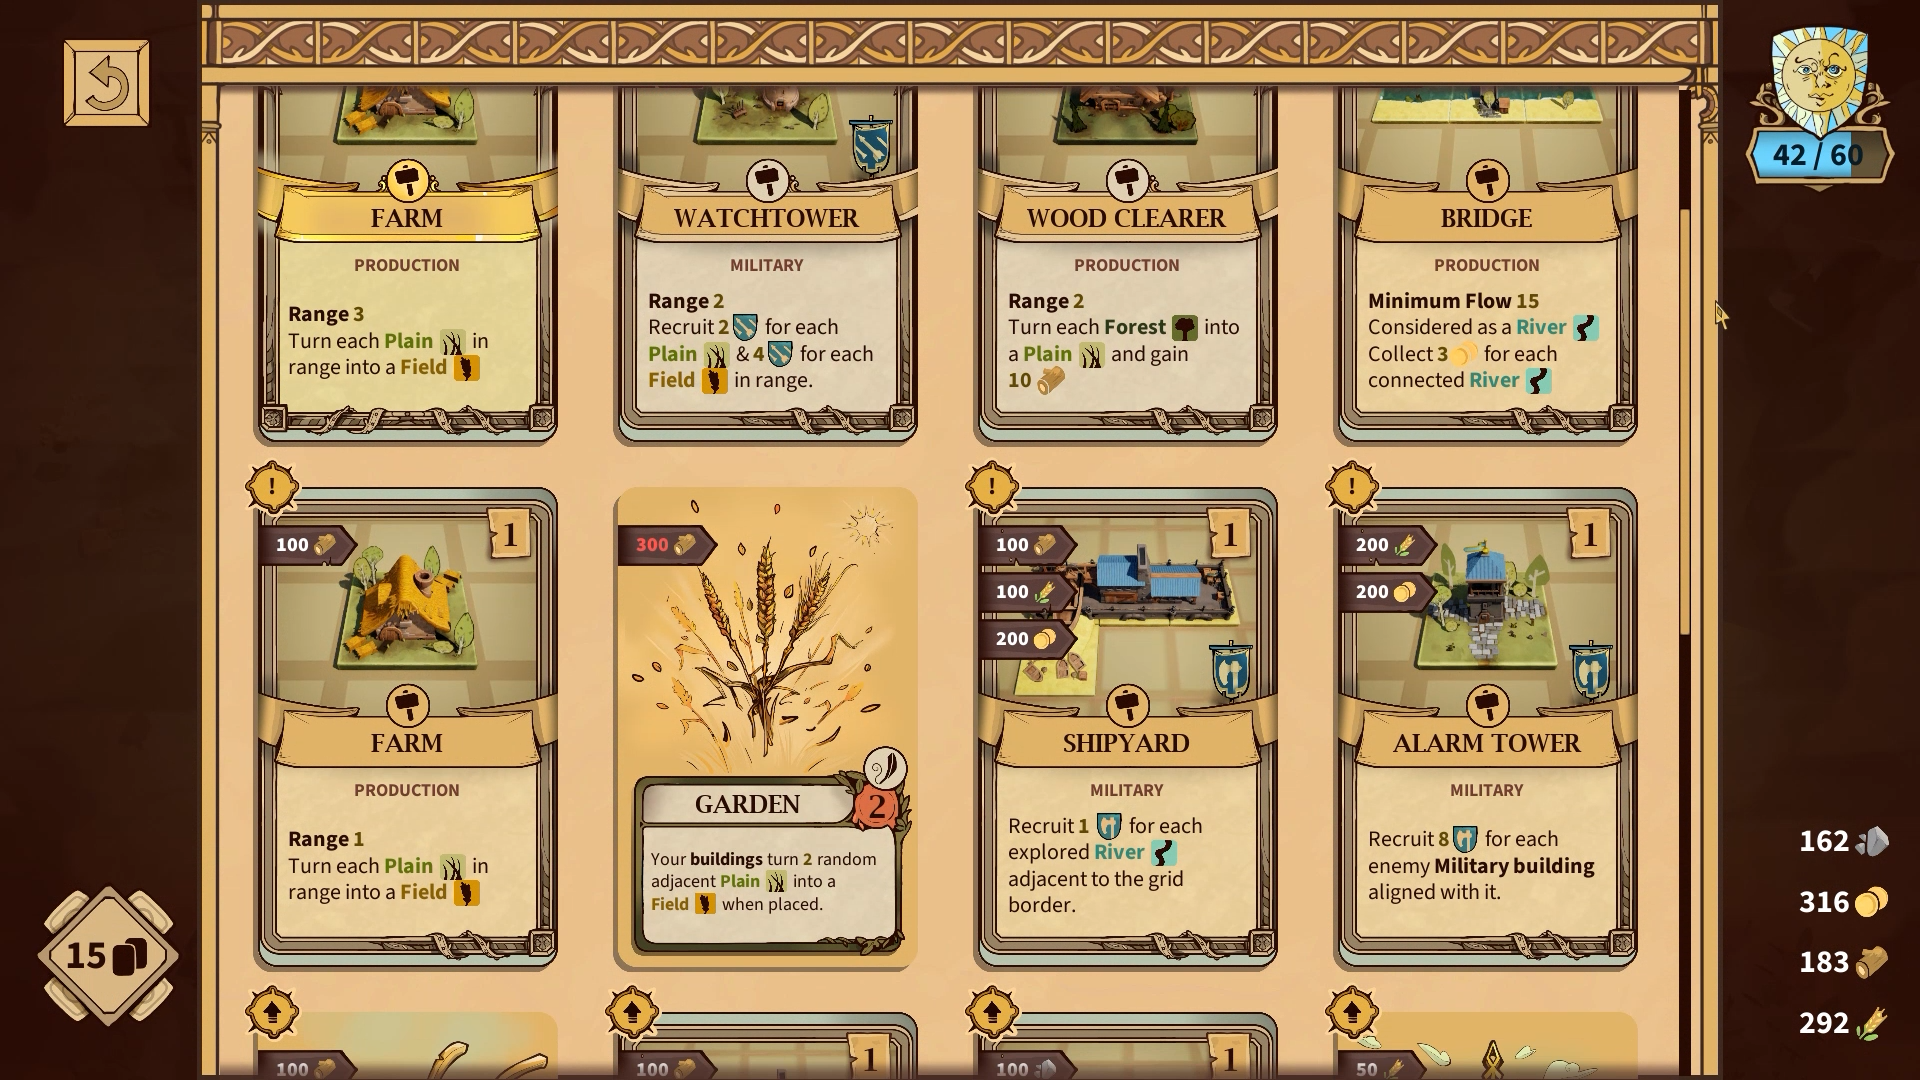 42 / 60
FARM
PRODUCTION
Range 3
Turn each Plain in
range into a Field
WATCHTOWER
MILITARY
Range 2
Recruit 2 for each
Plain & 4 for each
Field in range.
WOOD CLEARER
PRODUCTION
Range 2
Turn each Forest into
a Plain and gain
10
BRIDGE
PRODUCTION
Minimum Flow 15
Considered as a River
Collect 3 for each
connected River
!
100
1
FARM
PRODUCTION
Range 1
Turn each Plain in
range into a Field
300
GARDEN
2
Your buildings turn 2 random
adjacent Plain into a
Field when placed.
!
100
1
100
200
SHIPYARD
MILITARY
Recruit 1 for each
explored River
adjacent to the grid
border.
!
200
1
200
ALARM TOWER
MILITARY
Recruit 8 for each
enemy Military building
aligned with it.
100
100
1
100
1
50
15
162
316
183
292